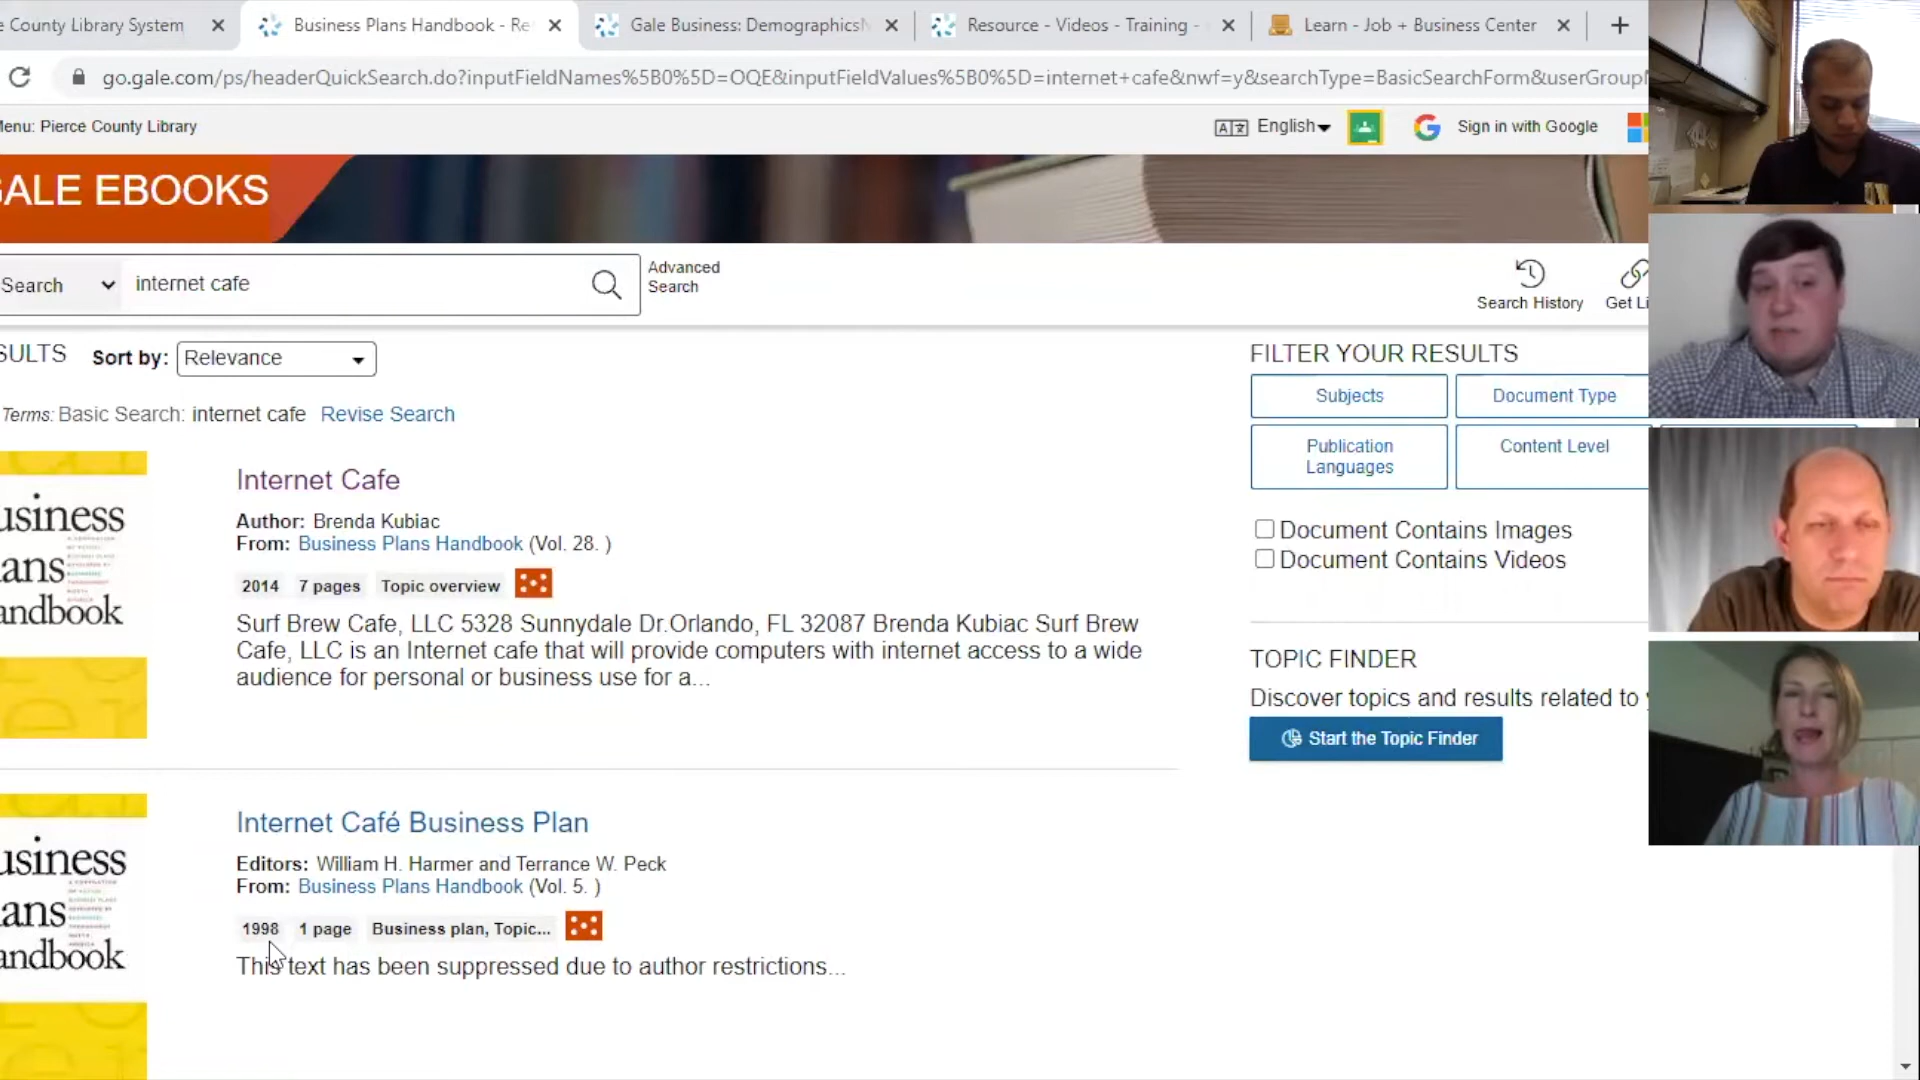 e County Library System
Business Plans Handbook - Re
Gale Business: Demographics
Resource - Videos - Training -
Learn - Job + Business Center
go.gale.com/ps/headerQuickSearch.do?inputFieldNames%5B0%5D=OQE&inputFieldValues%5B0%5D=internet+cafe&nwf=y&searchType=BasicSearchForm&userGroup
Menu: Pierce County Library
English
Sign in with Google
GALE EBOOKS
Search
internet cafe
Advanced
Search
Search History
Get Li
SULTS
Sort by: Relevance
Terms: Basic Search: internet cafe Revise Search
usiness
ans
andbook
Internet Cafe
Author: Brenda Kubiac
From: Business Plans Handbook (Vol. 28. )
2014 7 pages Topic overview
Surf Brew Cafe, LLC 5328 Sunnydale Dr.Orlando, FL 32087 Brenda Kubiac Surf Brew
Cafe, LLC is an Internet cafe that will provide computers with internet access to a wide
audience for personal or business use for a...
usiness
ans
andbook
Internet Café Business Plan
Editors: William H. Harmer and Terrance W. Peck
From: Business Plans Handbook (Vol. 5. )
1998 1 page Business plan, Topic...
This text has been suppressed due to author restrictions...
FILTER YOUR RESULTS
Subjects
Document Type
Publication
Languages
Content Level
Document Contains Images
Document Contains Videos
TOPIC FINDER
Discover topics and results related to
Start the Topic Finder